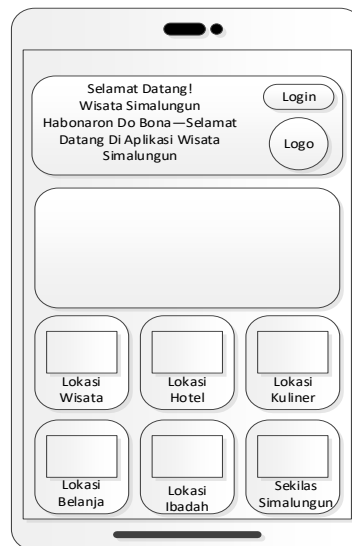 Selamat Datang!
Wisata Simalungun
Habonaron Do Bona—Selamat
Datang Di Aplikasi Wisata
Simalungun
Login
Logo
Lokasi
Wisata
Lokasi
Hotel
Lokasi
Kuliner
Lokasi
Belanja
Lokasi
Ibadah
Sekilas
Simalungun